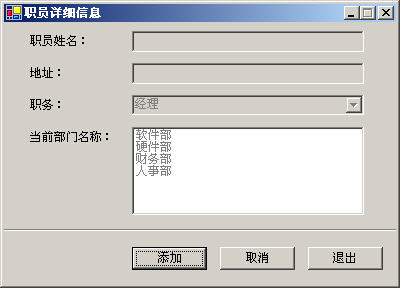 职员详细信息
职员姓名：
地址：
职务：
经理
当前部门名称：
软件部
硬件部
财务部
人事部
添加
取消
退出